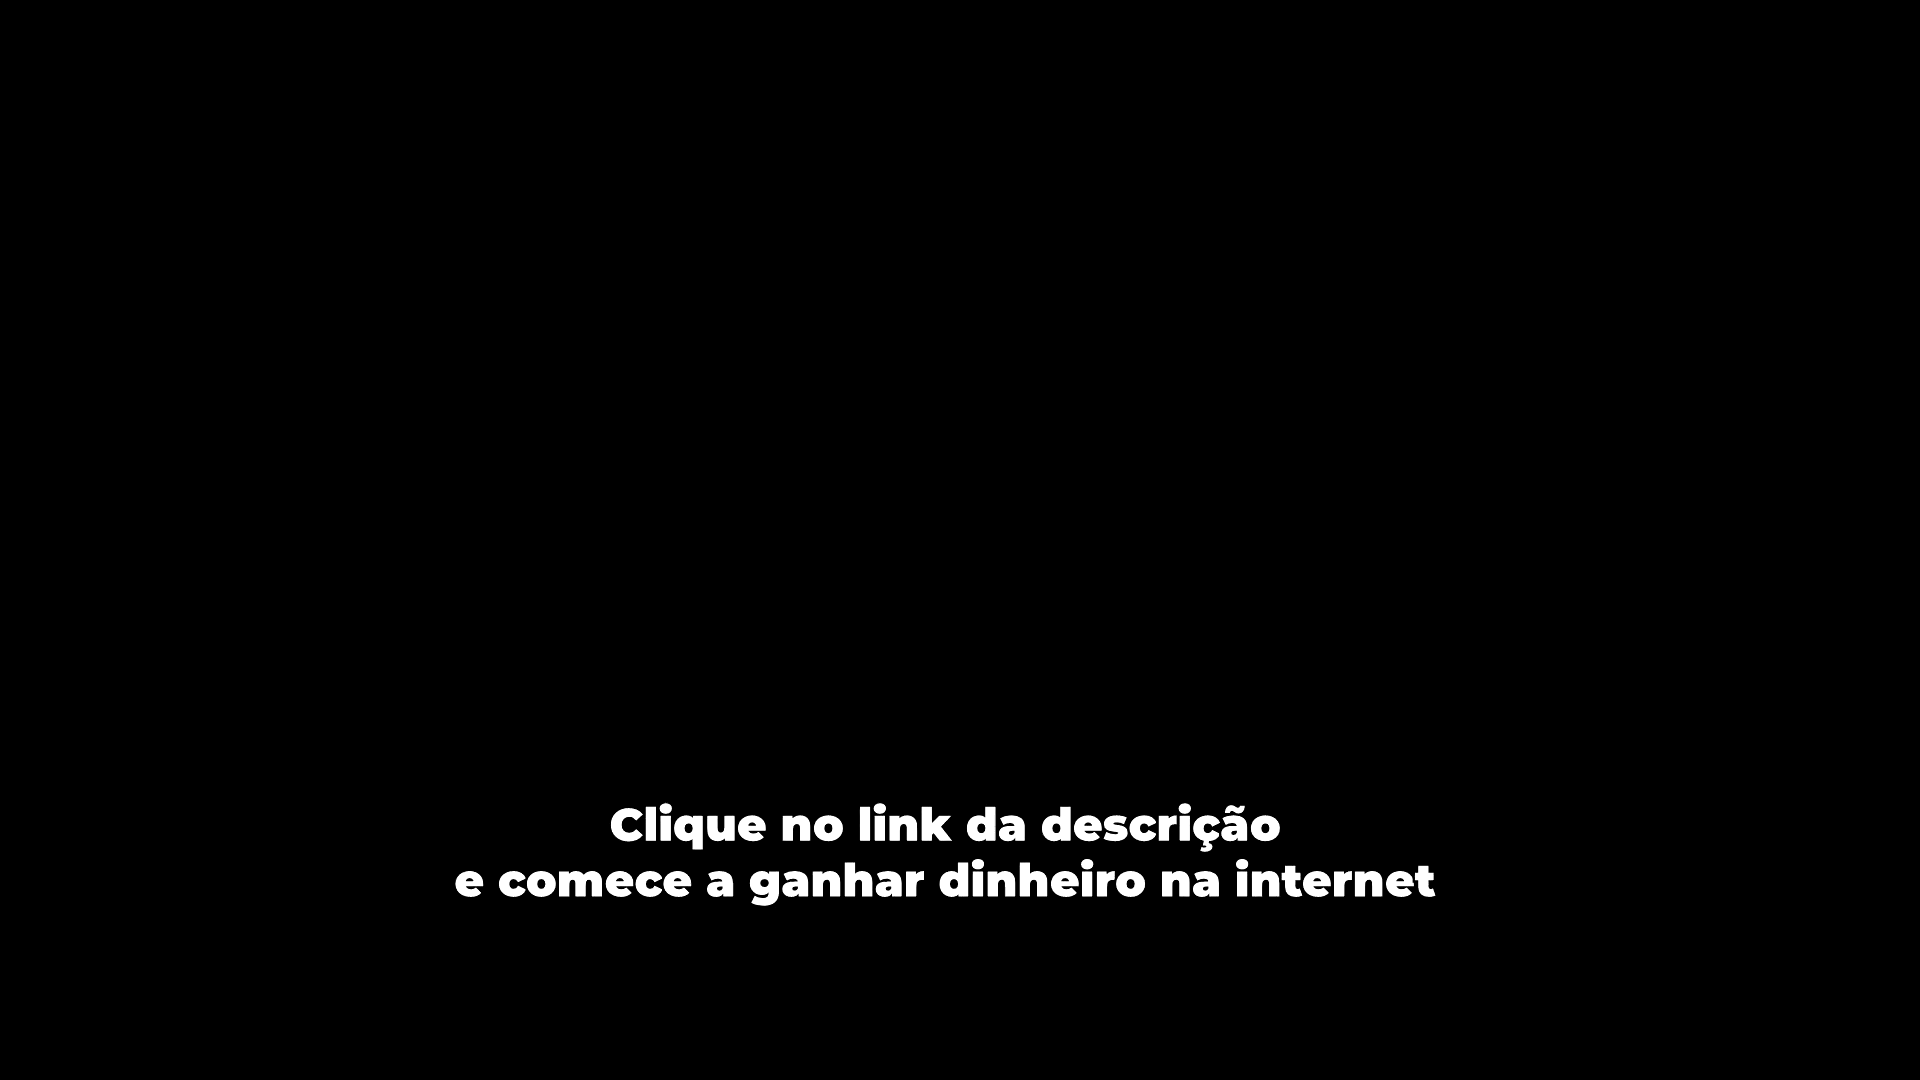 Clique no link da descrição
e comece a ganhar dinheiro na internet